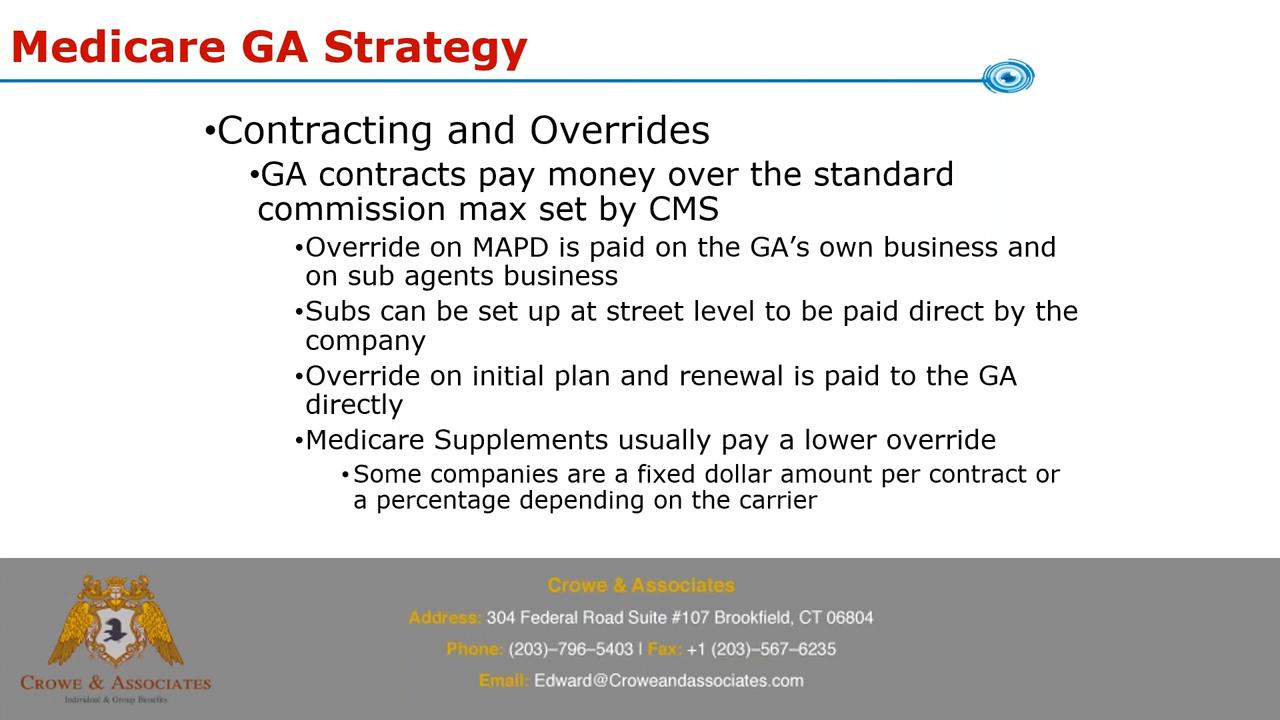 Medicare GA Strategy
•Contracting and Overrides
•GA contracts pay money over the standard
commission max set by CMS
•Override on MAPD is paid on the GA’s own business and
on sub agents business
•Subs can be set up at street level to be paid direct by the
company
•Override on initial plan and renewal is paid to the GA
directly
•Medicare Supplements usually pay a lower override
•Some companies are a fixed dollar amount per contract or
a percentage depending on the carrier
Crowe & Associates
Address: 304 Federal Road Suite #107 Brookfield, CT 06804
Phone: (203)–796–5403 | Fax: +1 (203)–567–6235
Email: Edward@Croweandassociates.com
Crowe & Associates
Individual & Group Benefits